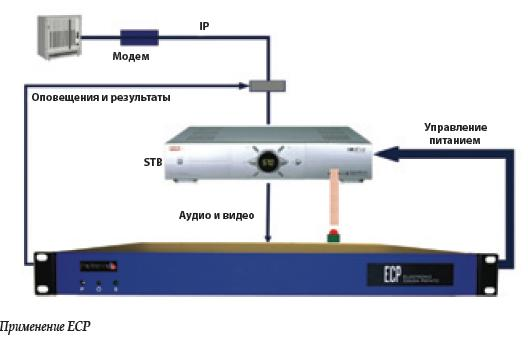 IP
Модем
Оповещения и результаты
Управление
питанием
STB
Аудио и видео
ECP
Применение ECP